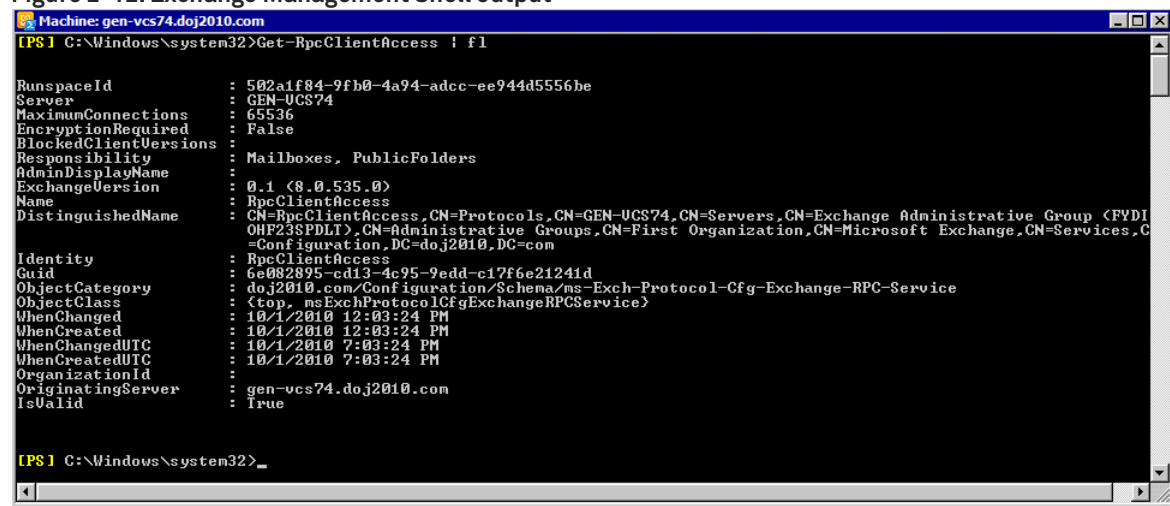 Machine: gen-vcs74.doj2010.com
[PS] C:\Windows\system32>Get-RpcClientAccess | fl
RunspaceId : 502a1f84-9fb0-4a94-adcc-ee944d5556be
Server : GEN-VCS74
MaximumConnections : 65536
EncryptionRequired : False
BlockedClientVersions :
Responsibility : Mailboxes, PublicFolders
AdminDisplayName :
ExchangeVersion : 0.1 (8.0.535.0)
Name : RpcClientAccess
DistinguishedName : CN=RpcClientAccess,CN=Protocols,CN=GEN-VCS74,CN=Servers,CN=Exchange Administrative Group (FYDI
OHF23SPDLT),CN=Administrative Groups,CN=First Organization,CN=Microsoft Exchange,CN=Services,C
=Configuration,DC=doj2010,DC=com
Identity : RpcClientAccess
Guid : 6e082895-cd13-4c95-9edd-c17f6e21241d
ObjectCategory : doj2010.com/Configuration/Schema/ms-Exch-Protocol-Cfg-Exchange-RPC-Service
ObjectClass : {top, msExchProtocolCfgExchangeRPCService}
WhenChanged : 10/1/2010 12:03:24 PM
WhenCreated : 10/1/2010 12:03:24 PM
WhenChangedUTC : 10/1/2010 7:03:24 PM
WhenCreatedUTC : 10/1/2010 7:03:24 PM
OrganizationId :
OriginatingServer : gen-vcs74.doj2010.com
IsValid : True
[PS] C:\Windows\system32>_